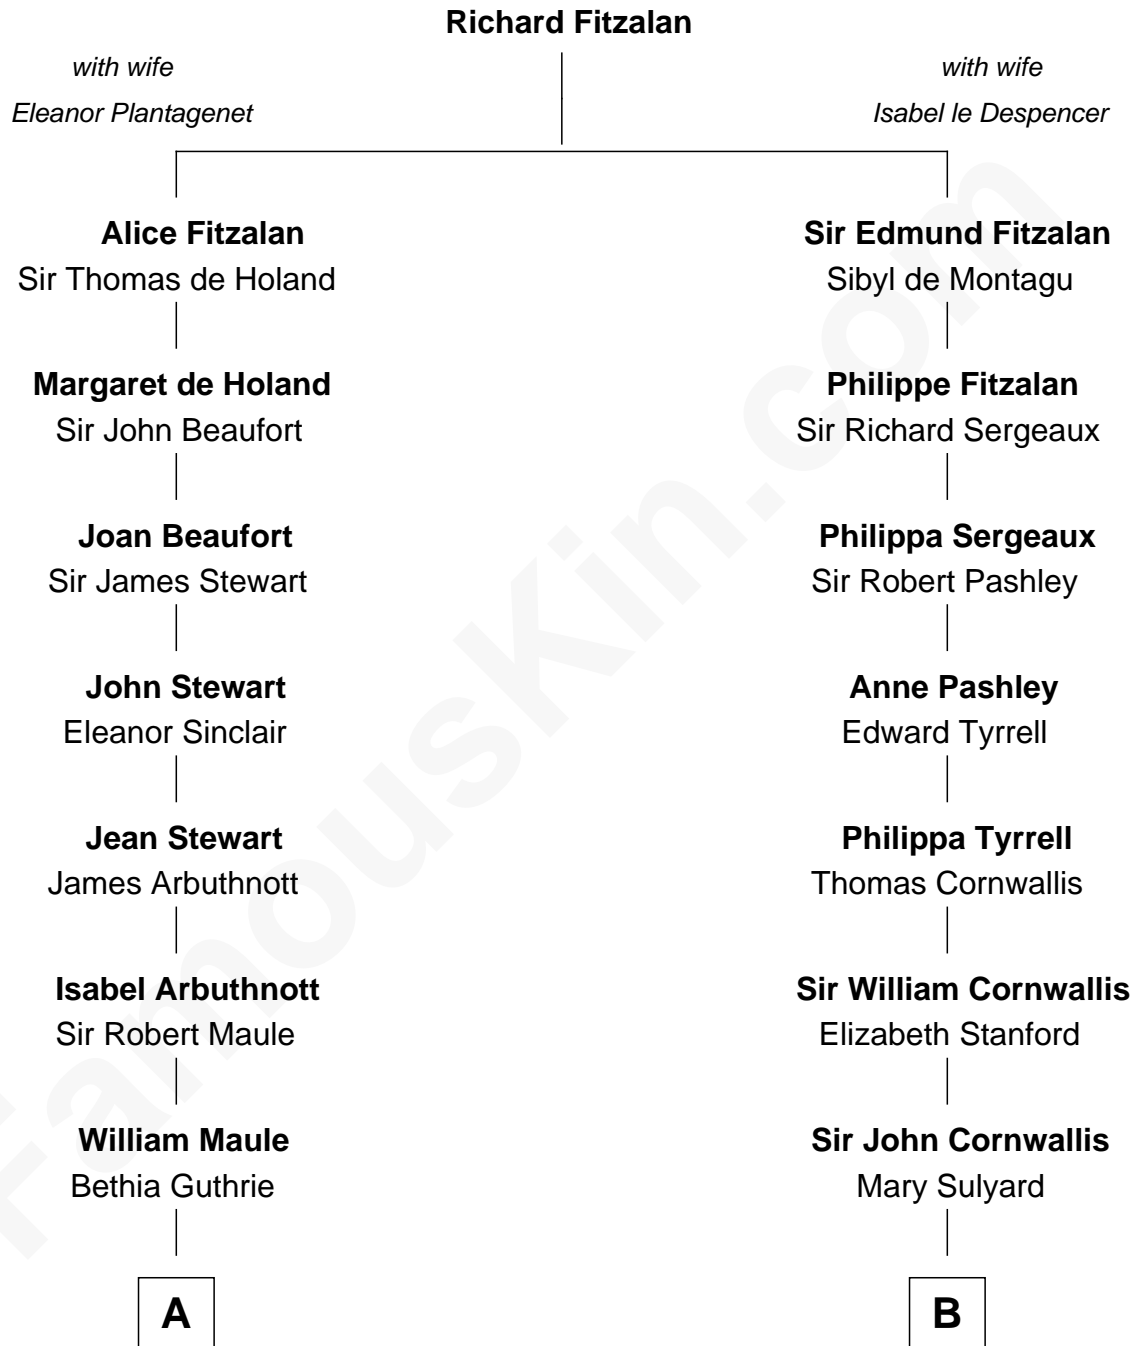 Richard Fitzalan
with wife
Eleanor Plantagenet
with wife
Isabel le Despencer
Alice Fitzalan
Sir Thomas de Holand
Sir Edmund Fitzalan
Sibyl de Montagu
Margaret de Holand
Sir John Beaufort
Philippe Fitzalan
Sir Richard Sergeaux
Joan Beaufort
Sir James Stewart
Philippa Sergeaux
Sir Robert Pashley
John Stewart
Eleanor Sinclair
Anne Pashley
Edward Tyrrell
Jean Stewart
James Arbuthnott
Philippa Tyrrell
Thomas Cornwallis
Isabel Arbuthnott
Sir Robert Maule
Sir William Cornwallis
Elizabeth Stanford
William Maule
Bethia Guthrie
Sir John Cornwallis
Mary Sulyard
A
B
FamousKin.com